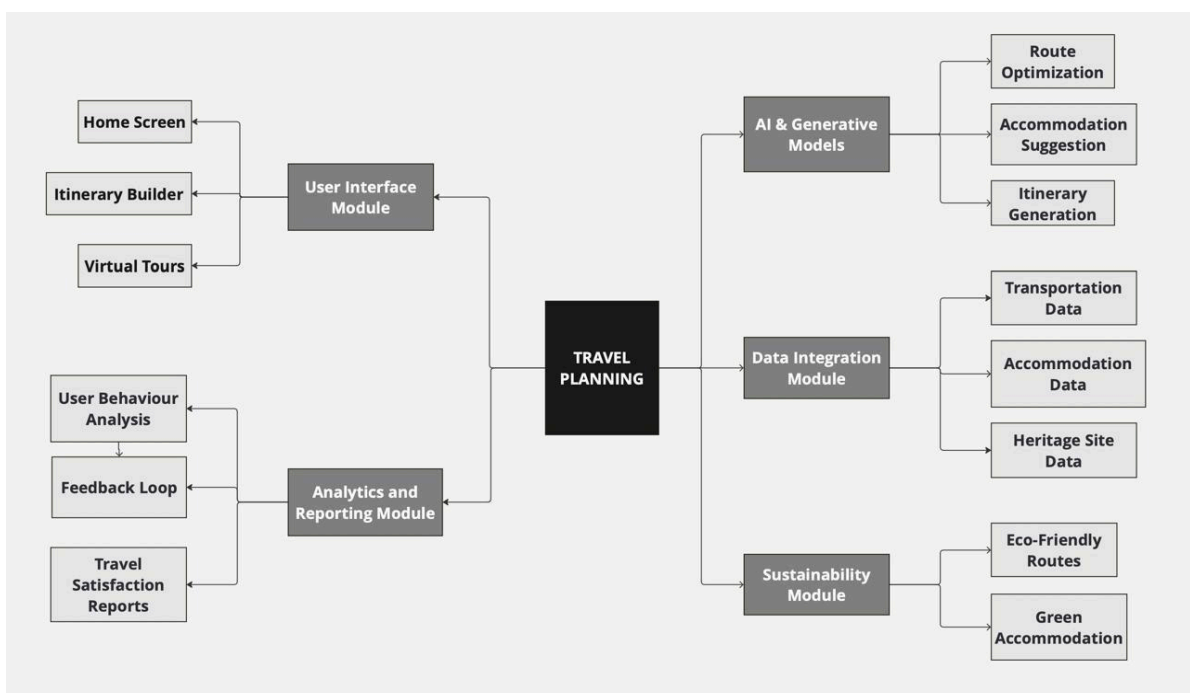 Home Screen
Itinerary Builder
Virtual Tours
User Interface
Module
User Behaviour
Analysis
Feedback Loop
Travel
Satisfaction
Reports
Analytics and
Reporting Module
TRAVEL
PLANNING
AI & Generative
Models
Route
Optimization
Accommodation
Suggestion
Itinerary
Generation
Data Integration
Module
Transportation
Data
Accommodation
Data
Heritage Site
Data
Sustainability
Module
Eco-Friendly
Routes
Green
Accommodation